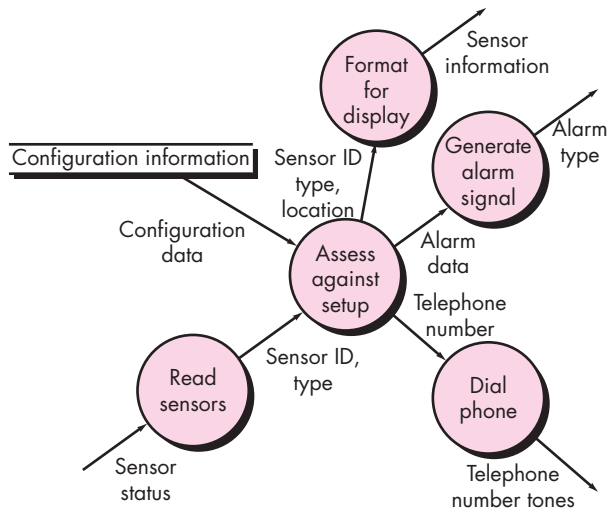 Format
for
display
Sensor
information
Configuration information
Sensor ID
type,
location
Generate
alarm
signal
Alarm
type
Configuration
data
Assess
against
setup
Alarm
data
Telephone
number
Read
sensors
Sensor ID,
type
Dial
phone
Sensor
status
Telephone
number tones